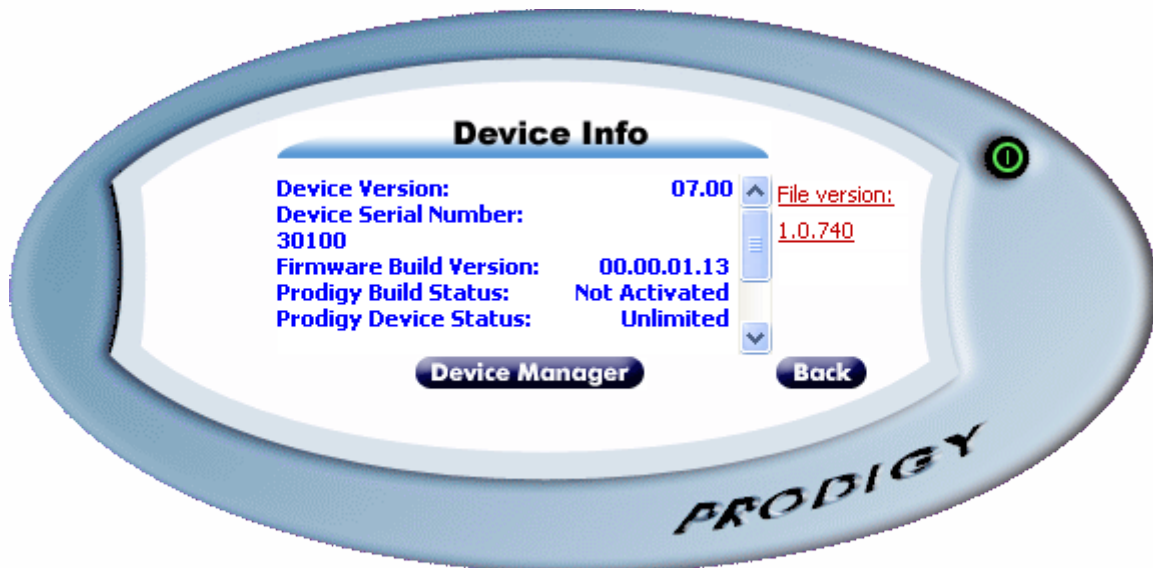 Device Info
Device Version: 07.00
Device Serial Number:
30100
Firmware Build Version: 00.00.01.13
Prodigy Build Status: Not Activated
Prodigy Device Status: Unlimited
File version:
1.0.740
Device Manager
Back
PRODIGY